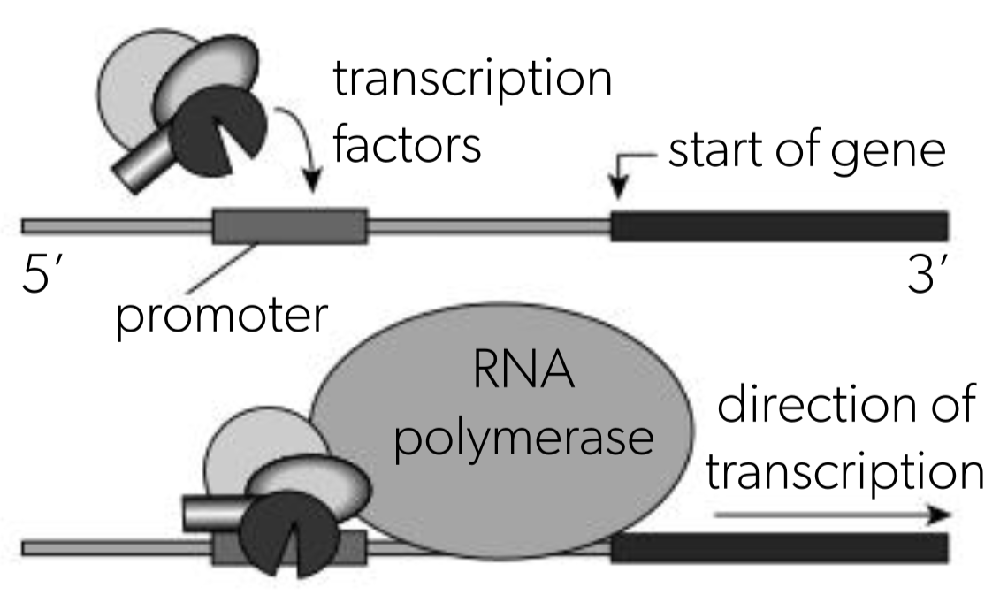 transcription
factors
start of gene
5′
3′
promoter
RNA
polymerase
direction of
transcription